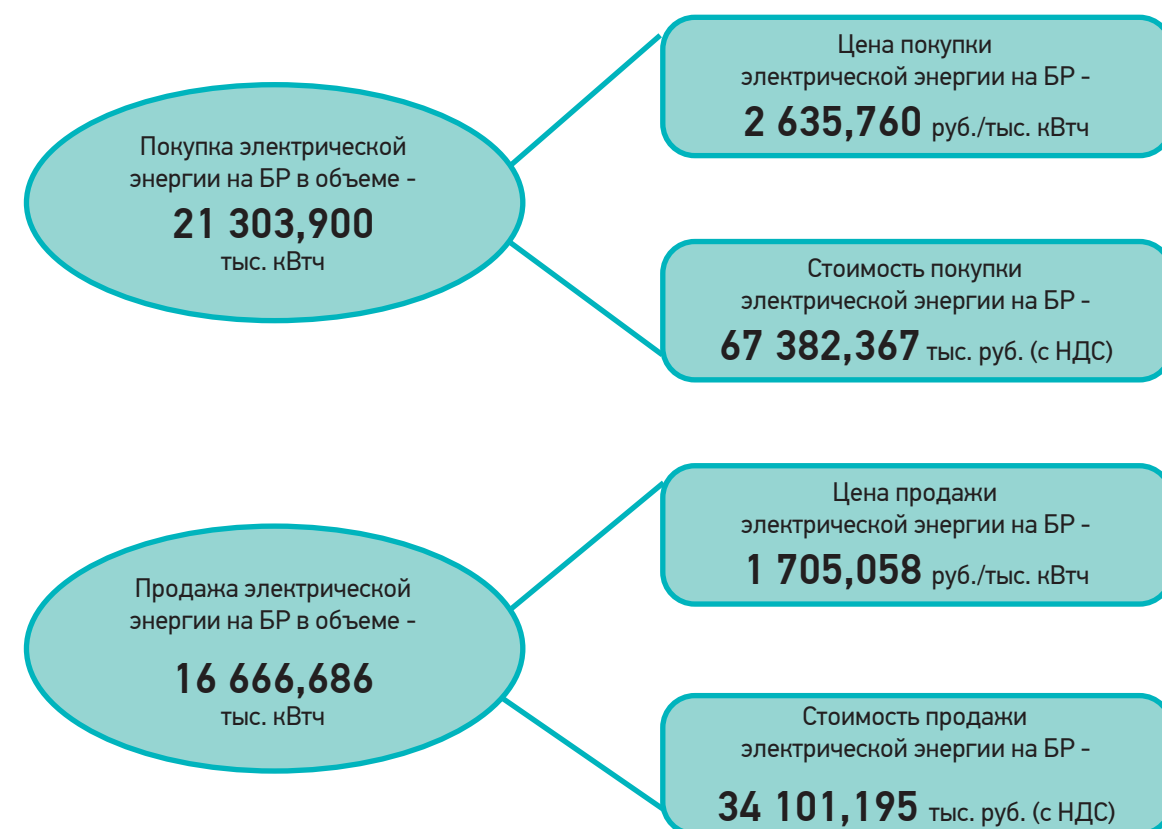 Покупка электрической
энергии на БР в объеме -
21 303,900
тыс. кВтч
Цена покупки
электрической энергии на БР -
2 635,760 руб./тыс. кВтч
Стоимость покупки
электрической энергии на БР -
67 382,367 тыс. руб. (с НДС)
Продажа электрической
энергии на БР в объеме -
16 666,686
тыс. кВтч
Цена продажи
электрической энергии на БР -
1 705,058 руб./тыс. кВтч
Стоимость продажи
электрической энергии на БР -
34 101,195 тыс. руб. (с НДС)